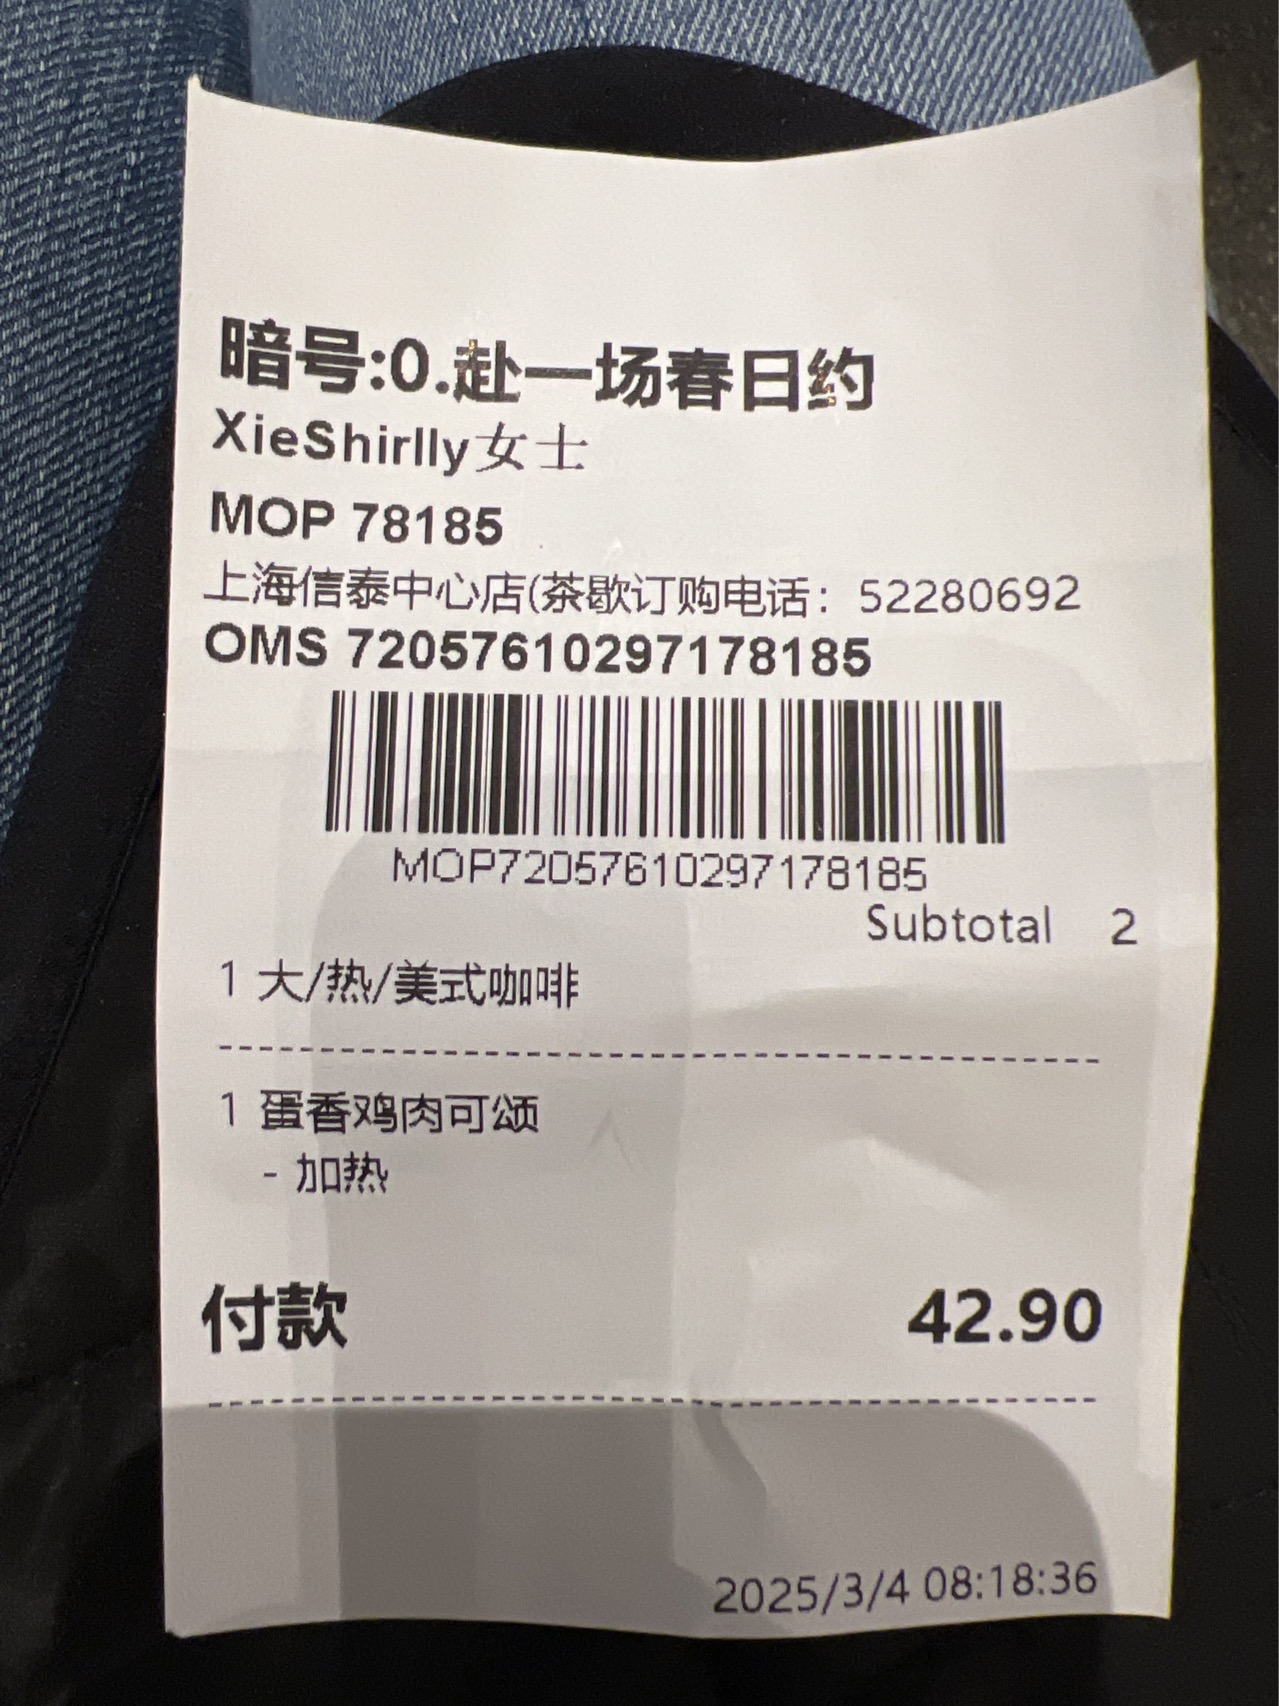 暗号:0.赴一场春日约
XieShirlly女士
MOP 78185
上海信泰中心店(茶歇订购电话：52280692
OMS 72057610297178185
MOP72057610297178185
Subtotal 2
1 大/热/美式咖啡
1 蛋香鸡肉可颂
- 加热
付款 42.90
2025/3/4 08:18:36